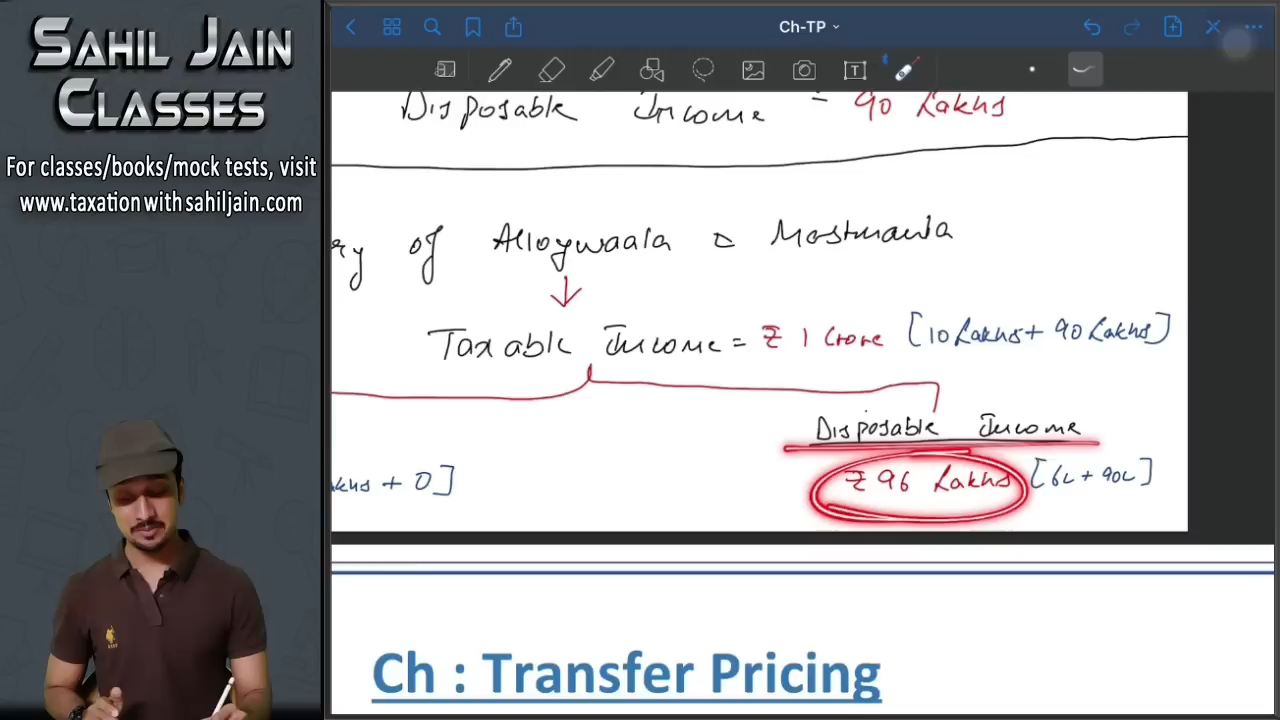 SAHIL JAIN
CLASSES
For classes/books/mock tests, visit
www.taxationwithsahiljain.com
Ch-TP
Disposable Income = 90 Lakhs
ry of Alloywaala & Mastmaula
Taxable Income = ₹ 1 Crore [10 Lakhs + 90 Lakhs]
Disposable Income
akhs + 0]
₹ 96 Lakhs [6L + 90L]
Ch : Transfer Pricing